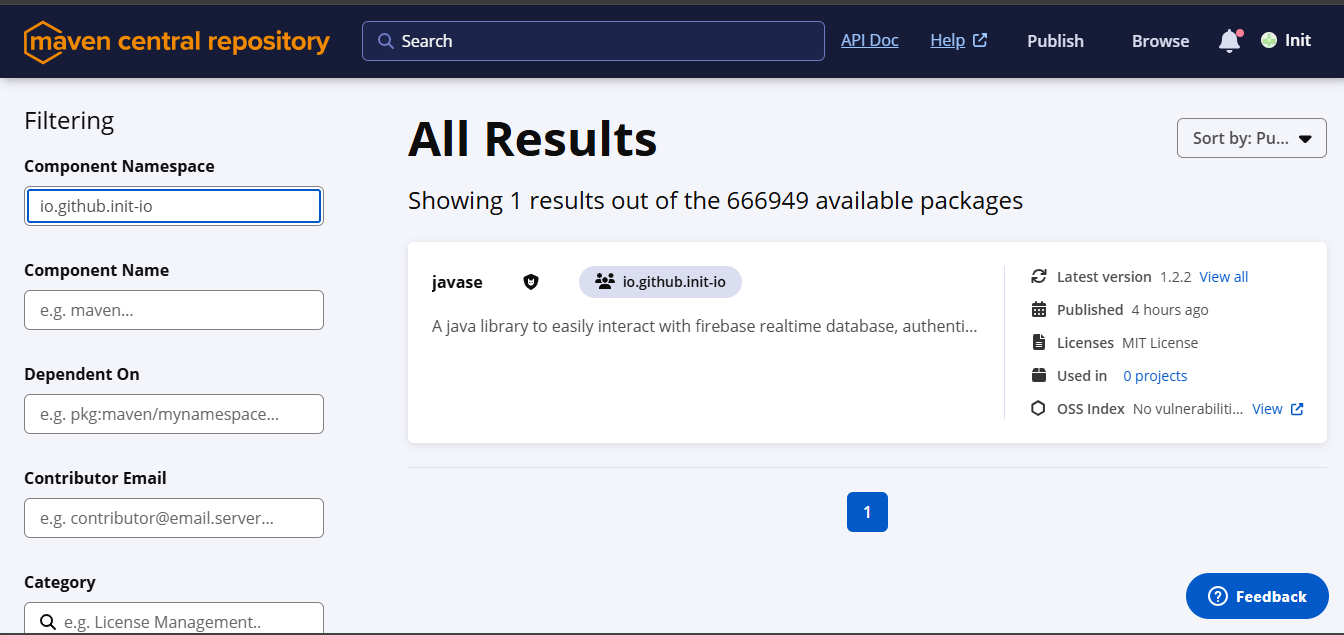 maven central repository
Search
API Doc
Help
Publish
Browse
Init
Filtering
Component Namespace
io.github.init-io
Component Name
e.g. maven...
Dependent On
e.g. pkg:maven/mynamespace...
Contributor Email
e.g. contributor@email.server...
Category
e.g. License Management..
All Results
Sort by: Pu...
Showing 1 results out of the 666949 available packages
javase
io.github.init-io
A java library to easily interact with firebase realtime database, authenti...
Latest version 1.2.2 View all
Published 4 hours ago
Licenses MIT License
Used in 0 projects
OSS Index No vulnerabiliti... View
1
Feedback